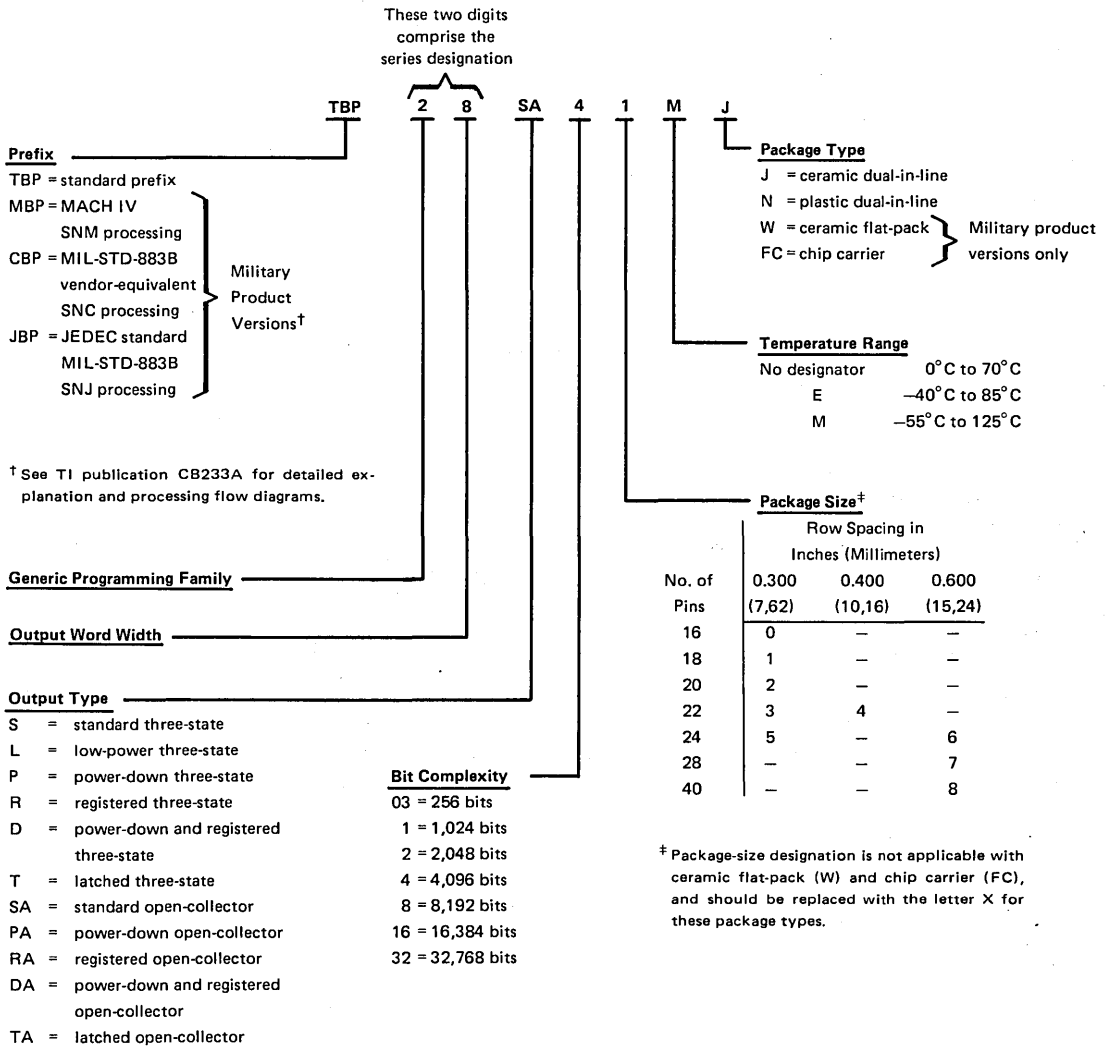 These two digits
comprise the
series designation
TBP 2 8 SA 4 1 M J
Prefix
TBP = standard prefix
MBP = MACH IV
SNM processing
CBP = MIL-STD-883B
vendor-equivalent
SNC processing
JBP = JEDEC standard
MIL-STD-883B
SNJ processing
Military
Product
Versions†
† See TI publication CB233A for detailed ex-
planation and processing flow diagrams.
Generic Programming Family
Output Word Width
Output Type
S = standard three-state
L = low-power three-state
P = power-down three-state
R = registered three-state
D = power-down and registered
three-state
T = latched three-state
SA = standard open-collector
PA = power-down open-collector
RA = registered open-collector
DA = power-down and registered
open-collector
TA = latched open-collector
Bit Complexity
03 = 256 bits
1 = 1,024 bits
2 = 2,048 bits
4 = 4,096 bits
8 = 8,192 bits
16 = 16,384 bits
32 = 32,768 bits
Package Type
J = ceramic dual-in-line
N = plastic dual-in-line
W = ceramic flat-pack
FC = chip carrier
Military product
versions only
Temperature Range
No designator 0°C to 70°C
E −40°C to 85°C
M −55°C to 125°C
Package Size‡
Row Spacing in
Inches (Millimeters)
No. of 0.300 0.400 0.600
Pins (7,62) (10,16) (15,24)
16 0 — —
18 1 — —
20 2 — —
22 3 4 —
24 5 — 6
28 — — 7
40 — — 8
‡ Package-size designation is not applicable with
ceramic flat-pack (W) and chip carrier (FC),
and should be replaced with the letter X for
these package types.